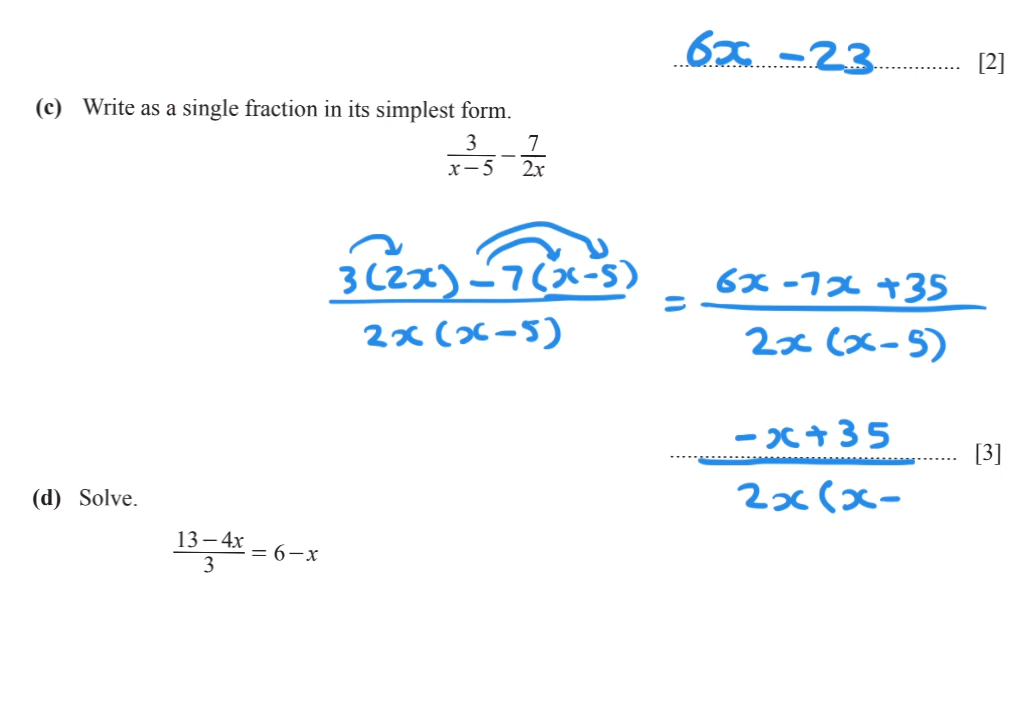 6x - 23 [2]
(c) Write as a single fraction in its simplest form.
3/(x-5) - 7/(2x)
(3(2x) - 7(x-5))/(2x(x-5)) = (6x - 7x + 35)/(2x(x-5))
-x + 35 [3]
2x(x-
(d) Solve.
(13-4x)/3 = 6-x